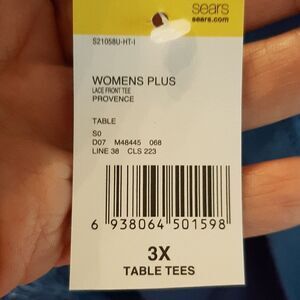 sears
sears.com
S21058U-HT-I
WOMENS PLUS
LACE FRONT TEE
PROVENCE
TABLE
S0
D07 M48445 068
LINE 38 CLS 223
6 938064 501598
3X
TABLE TEES